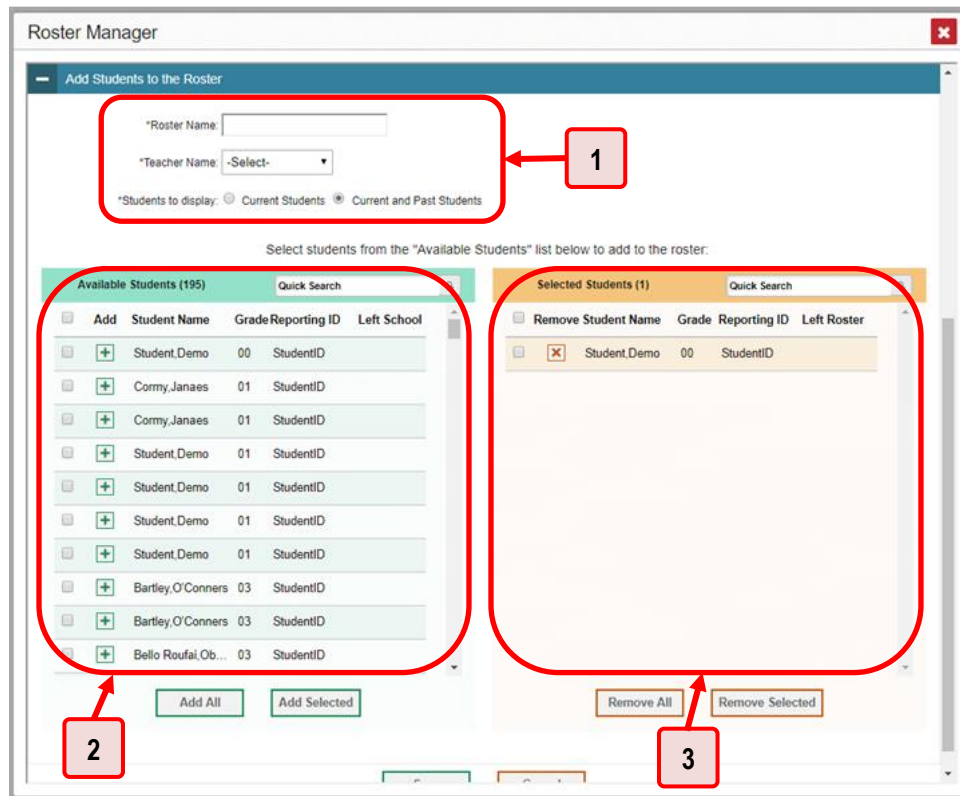 Roster Manager
Add Students to the Roster
*Roster Name:
*Teacher Name: -Select-
1
*Students to display: Current Students Current and Past Students
Select students from the "Available Students" list below to add to the roster:
Available Students (195) Quick Search
Add Student Name Grade Reporting ID Left School
Student,Demo 00 StudentID
Cormy,Janaes 01 StudentID
Cormy,Janaes 01 StudentID
Student,Demo 01 StudentID
Student,Demo 01 StudentID
Student,Demo 01 StudentID
Student,Demo 01 StudentID
Bartley,O'Conners 03 StudentID
Bartley,O'Conners 03 StudentID
Bello Roufai,Ob... 03 StudentID
Add All Add Selected
2
Selected Students (1) Quick Search
Remove Student Name Grade Reporting ID Left Roster
Student,Demo 00 StudentID
Remove All Remove Selected
3